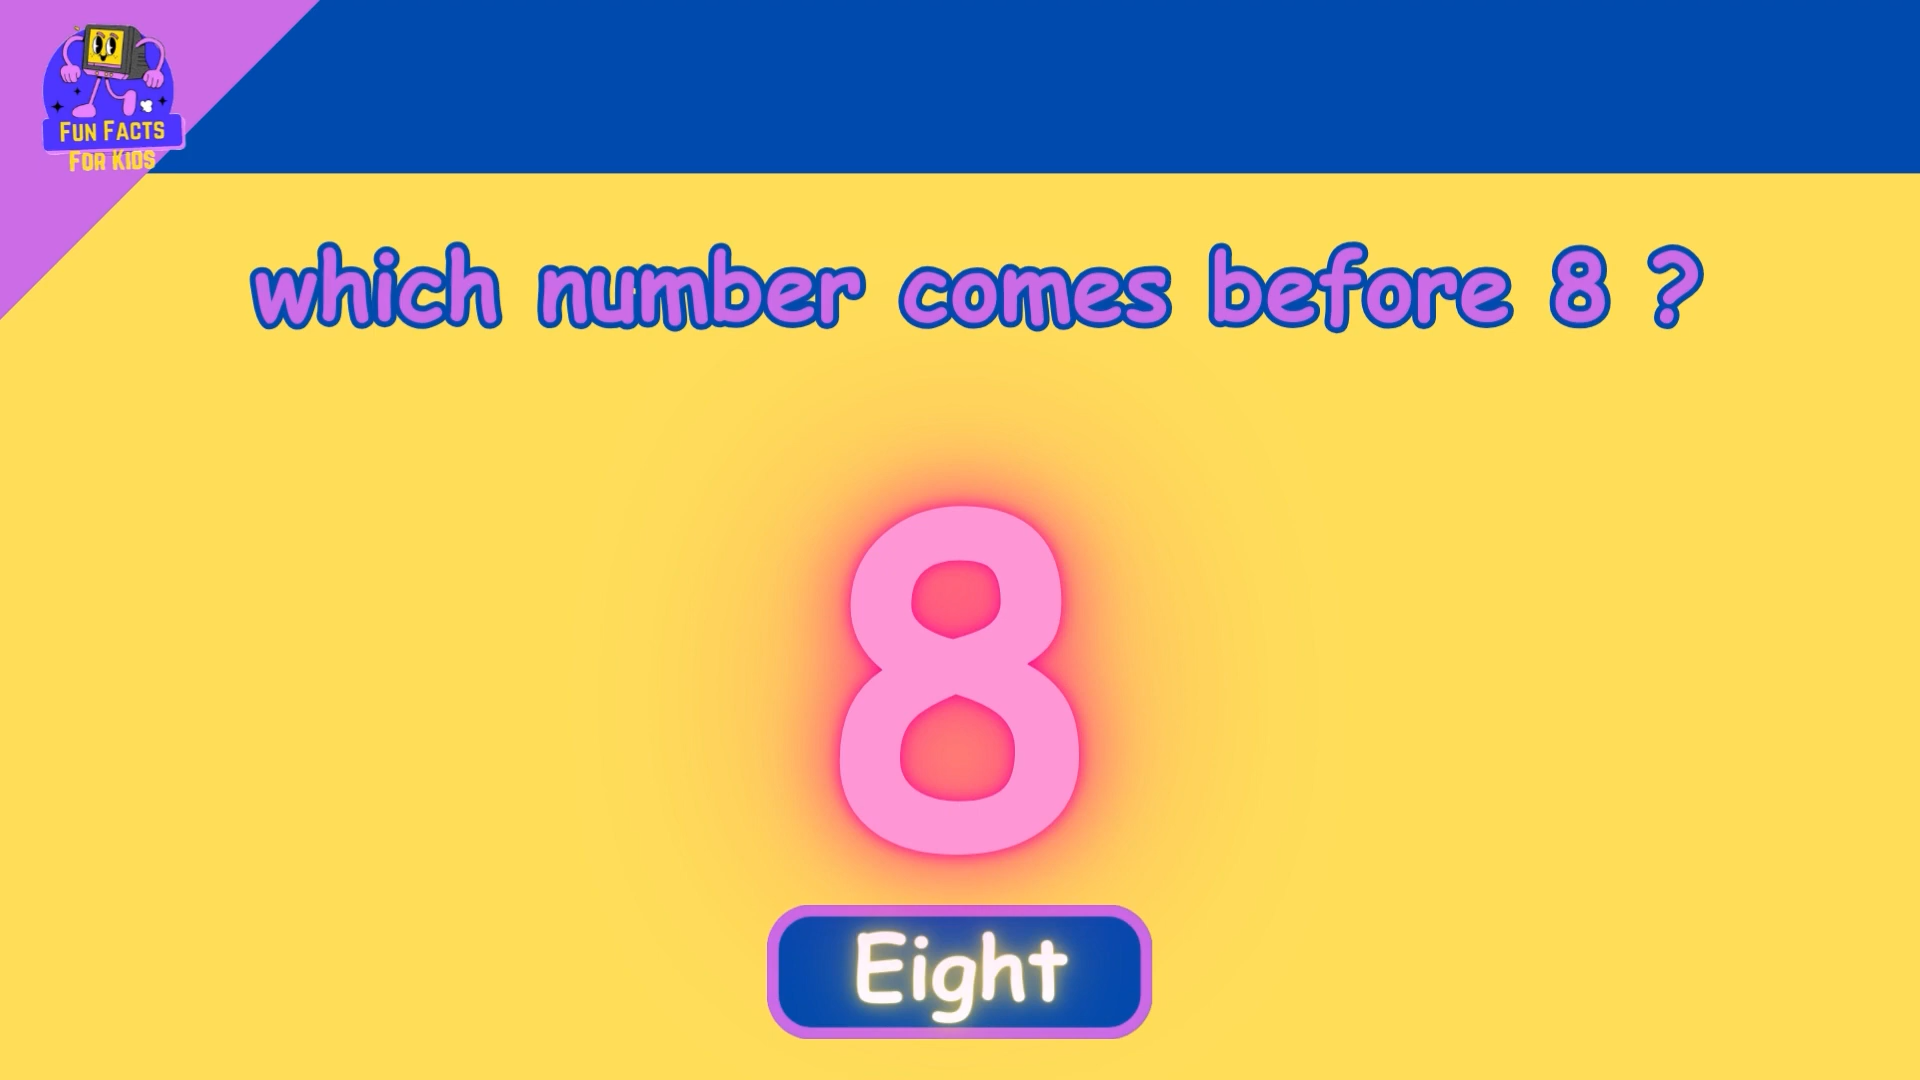 FUN FACTS
FOR KIDS
which number comes before 8 ?
8
Eight